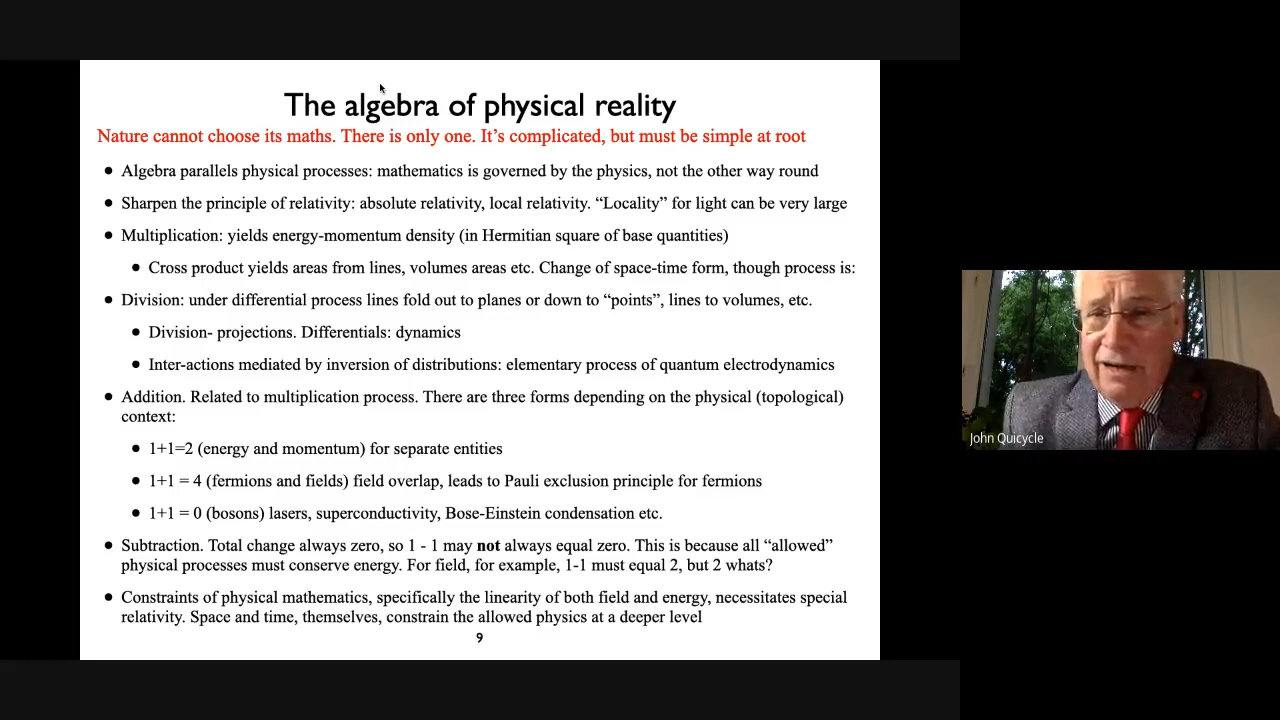 The algebra of physical reality
Nature cannot choose its maths. There is only one. It’s complicated, but must be simple at root
• Algebra parallels physical processes: mathematics is governed by the physics, not the other way round
• Sharpen the principle of relativity: absolute relativity, local relativity. “Locality” for light can be very large
• Multiplication: yields energy-momentum density (in Hermitian square of base quantities)
• Cross product yields areas from lines, volumes areas etc. Change of space-time form, though process is:
• Division: under differential process lines fold out to planes or down to “points”, lines to volumes, etc.
• Division- projections. Differentials: dynamics
• Inter-actions mediated by inversion of distributions: elementary process of quantum electrodynamics
• Addition. Related to multiplication process. There are three forms depending on the physical (topological)
context:
• 1+1=2 (energy and momentum) for separate entities
• 1+1 = 4 (fermions and fields) field overlap, leads to Pauli exclusion principle for fermions
• 1+1 = 0 (bosons) lasers, superconductivity, Bose-Einstein condensation etc.
• Subtraction. Total change always zero, so 1 - 1 may not always equal zero. This is because all “allowed”
physical processes must conserve energy. For field, for example, 1-1 must equal 2, but 2 whats?
• Constraints of physical mathematics, specifically the linearity of both field and energy, necessitates special
relativity. Space and time, themselves, constrain the allowed physics at a deeper level
9
John Quicycle